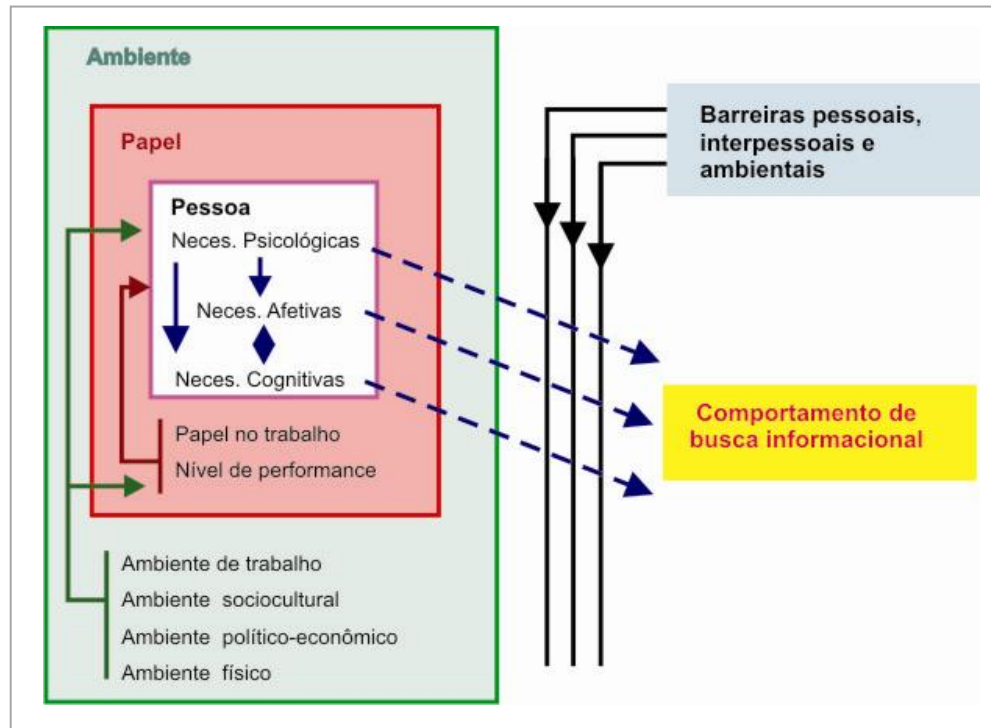 Ambiente
Papel
Pessoa
Neces. Psicológicas
Neces. Afetivas
Neces. Cognitivas
Papel no trabalho
Nível de performance
Ambiente de trabalho
Ambiente sociocultural
Ambiente político-econômico
Ambiente físico
Barreiras pessoais,
interpessoais e
ambientais
Comportamento de
busca informacional